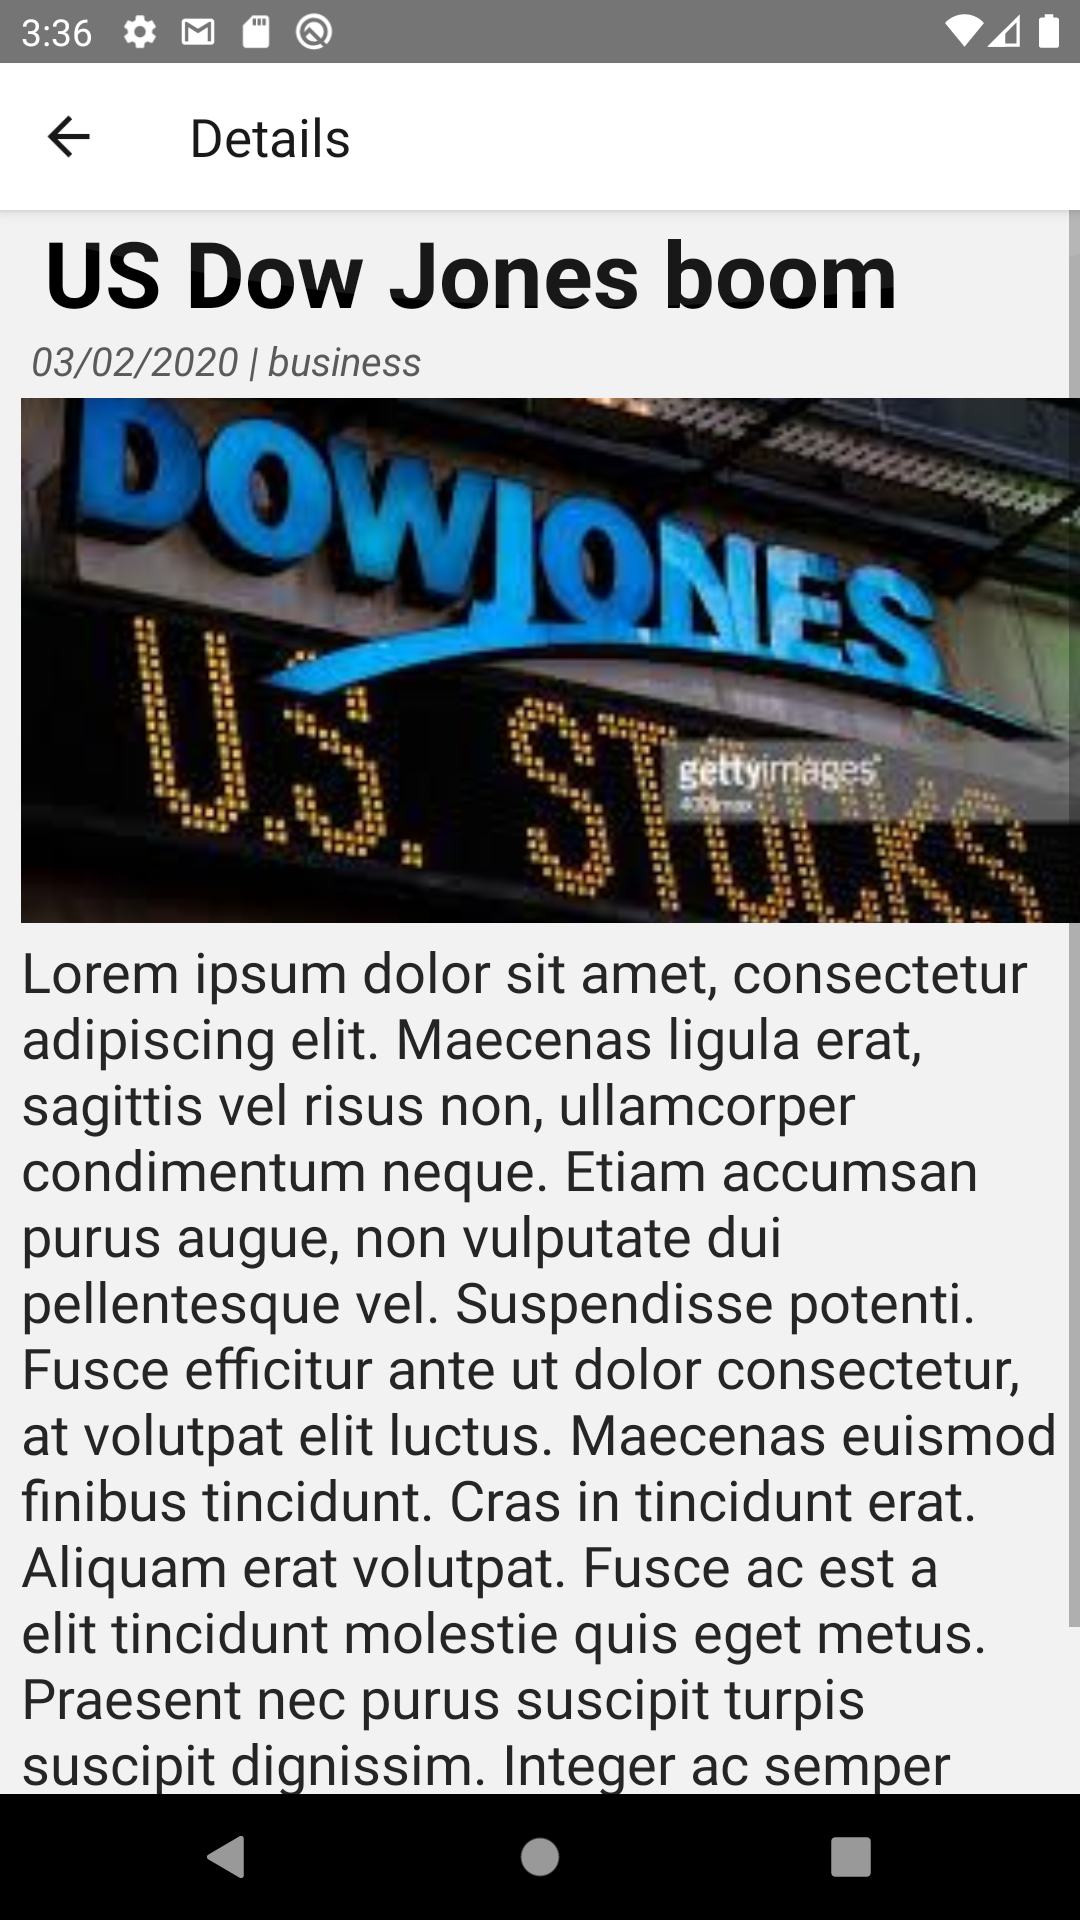 3:36
Details
US Dow Jones boom
03/02/2020 | business
DOWJONES
U.S. STOCKS
gettyimages
Lorem ipsum dolor sit amet, consectetur
adipiscing elit. Maecenas ligula erat,
sagittis vel risus non, ullamcorper
condimentum neque. Etiam accumsan
purus augue, non vulputate dui
pellentesque vel. Suspendisse potenti.
Fusce efficitur ante ut dolor consectetur,
at volutpat elit luctus. Maecenas euismod
finibus tincidunt. Cras in tincidunt erat.
Aliquam erat volutpat. Fusce ac est a
elit tincidunt molestie quis eget metus.
Praesent nec purus suscipit turpis
suscipit dignissim. Integer ac semper